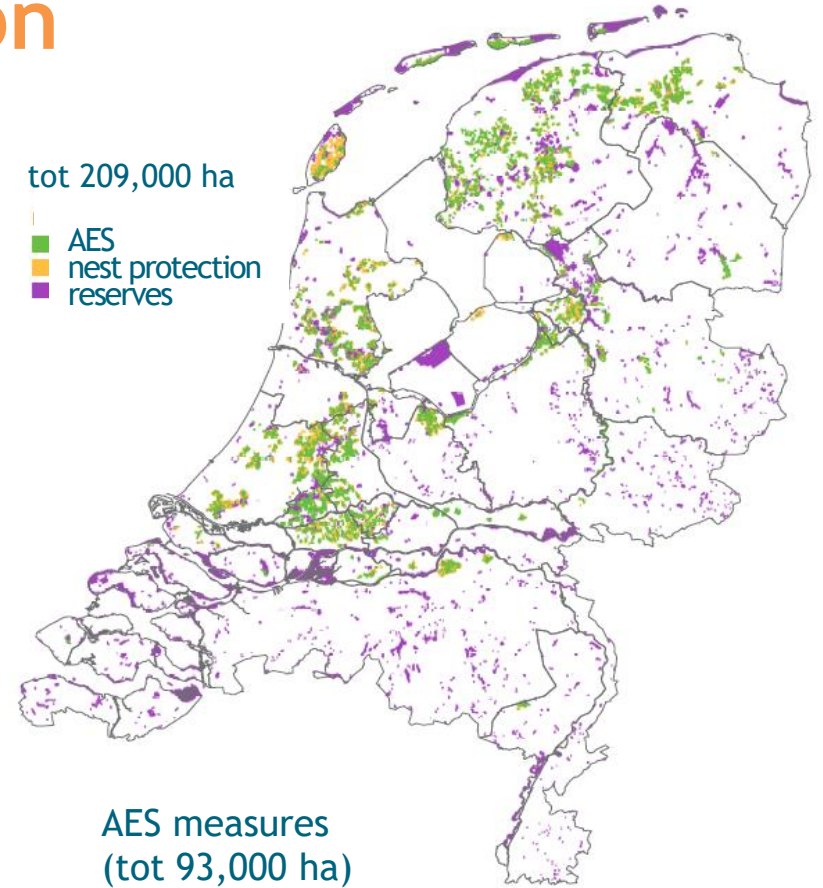 on
tot 209,000 ha
AES
nest protection
reserves
AES measures
(tot 93,000 ha)